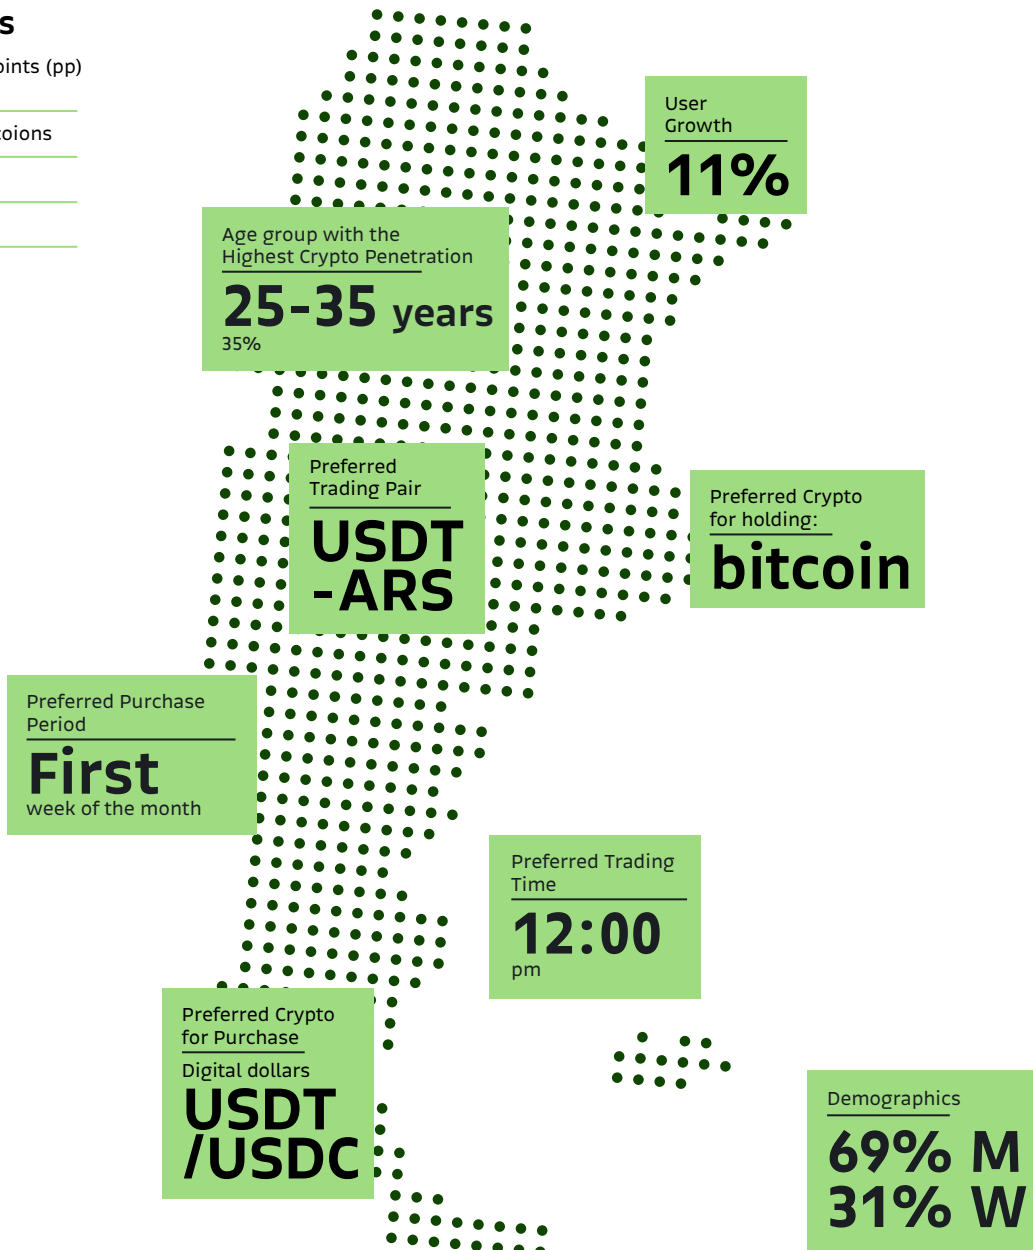 s
oints (pp)
coions
User
Growth
11%
Age group with the
Highest Crypto Penetration
25-35 years
35%
Preferred
Trading Pair
USDT
-ARS
Preferred Crypto
for holding:
bitcoin
Preferred Purchase
Period
First
week of the month
Preferred Trading
Time
12:00
pm
Preferred Crypto
for Purchase
Digital dollars
USDT
/USDC
Demographics
69% M
31% W